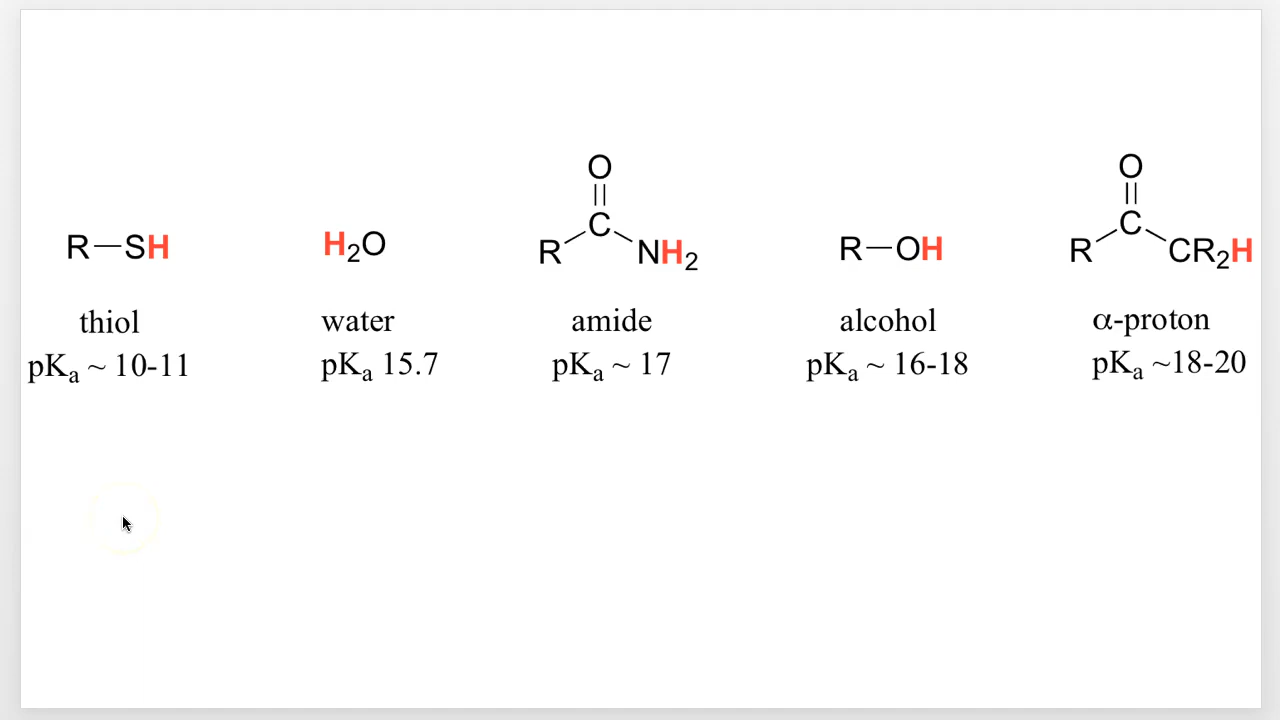 O
O
R—SH
H₂O
C
R
NH₂
R—OH
C
R
CR₂H
thiol
water
amide
alcohol
α-proton
pKₐ ~ 10-11
pKₐ 15.7
pKₐ ~ 17
pKₐ ~ 16-18
pKₐ ~18-20